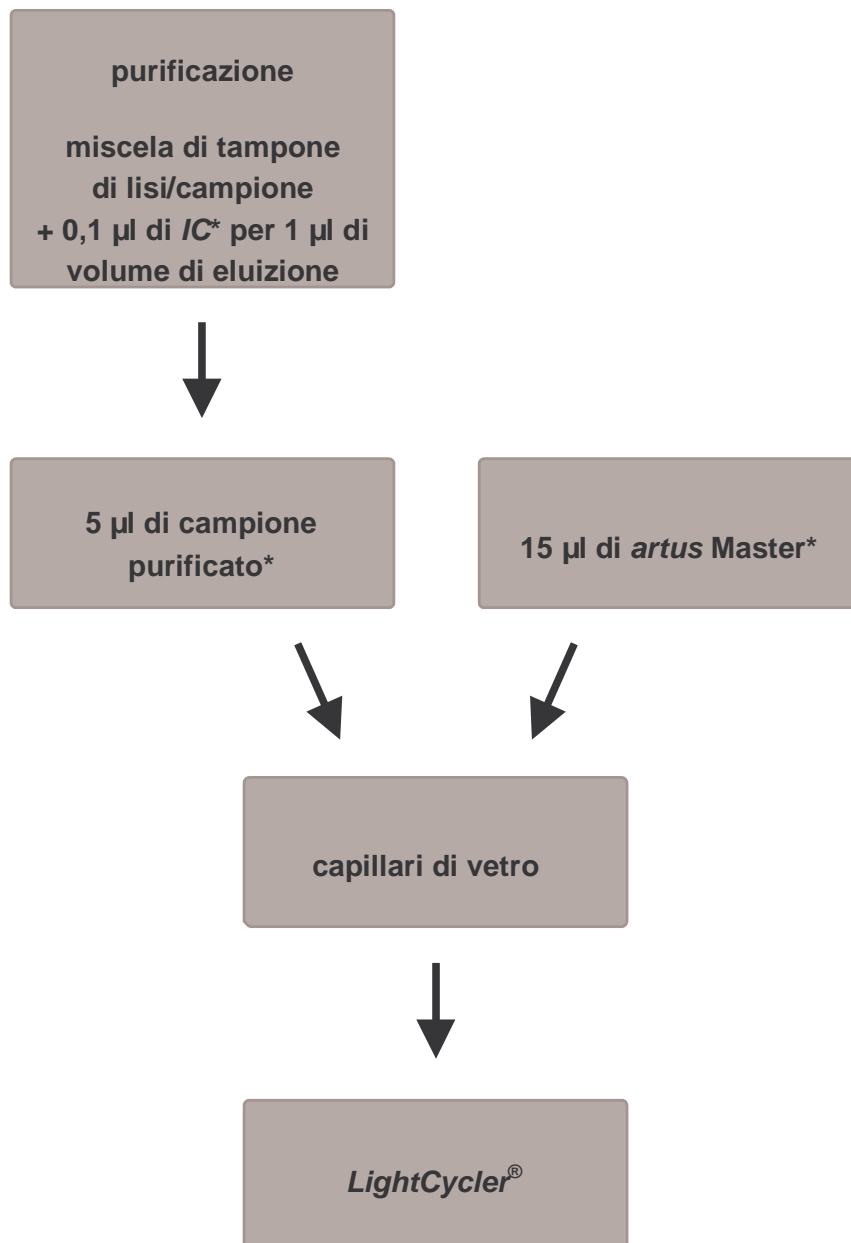 purificazione
miscela di tampone
di lisi/campione
+ 0,1 µl di IC* per 1 µl di
volume di eluizione
5 µl di campione
purificato*
15 µl di artus Master*
capillari di vetro
LightCycler®